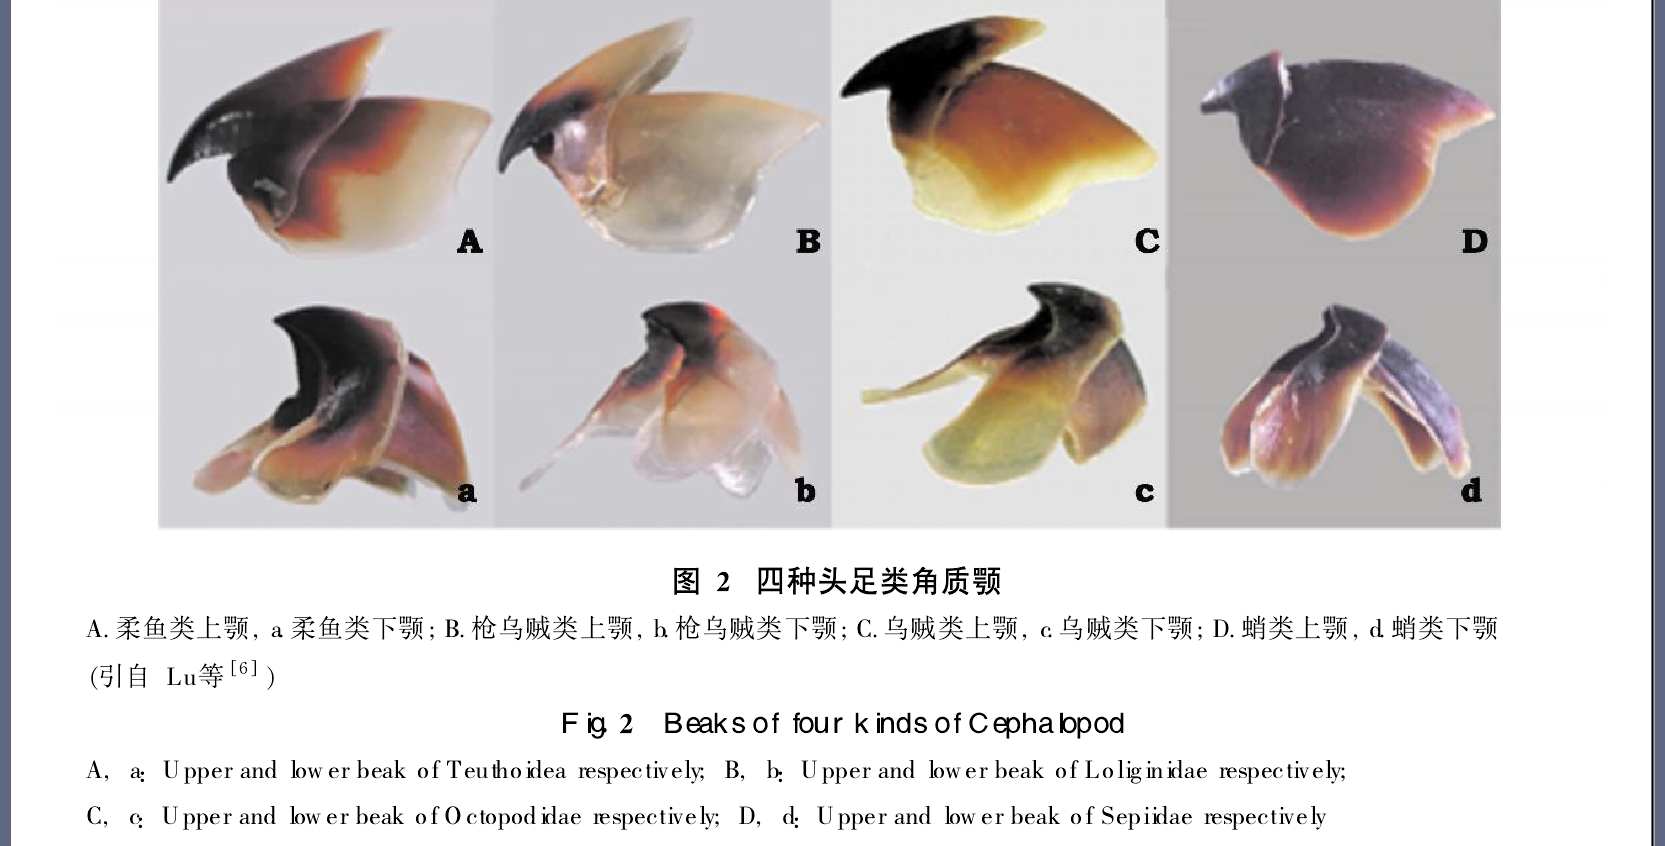 A
B
C
D
a
b
c
d
图 2 四种头足类角质颚
A. 柔鱼类上颚, a 柔鱼类下颚; B. 枪乌贼类上颚, b. 枪乌贼类下颚; C. 乌贼类上颚, c. 乌贼类下颚; D. 蛸类上颚, d. 蛸类下颚
(引自 Lu等[6])
Fig. 2 Beaks of four kinds of Cephalopod
A, a: Upper and lower beak of Teuthoidea respectively; B, b: Upper and lower beak of Loliginidae respectively;
C, c: Upper and lower beak of Octopodidae respectively; D, d: Upper and lower beak of Sepiidae respectively